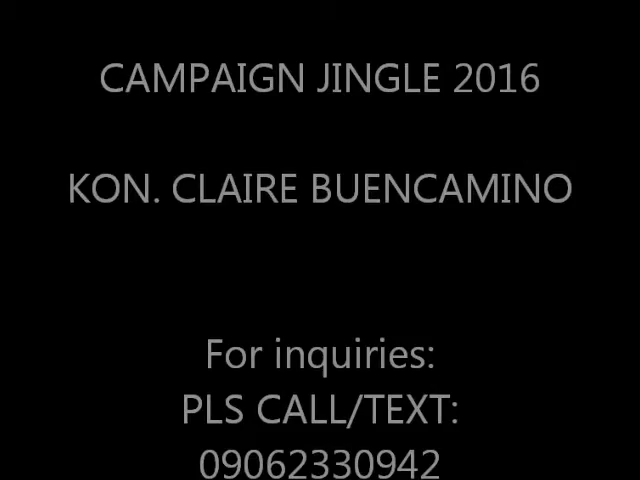 CAMPAIGN JINGLE 2016
KON. CLAIRE BUENCAMINO
For inquiries:
PLS CALL/TEXT:
09062330942